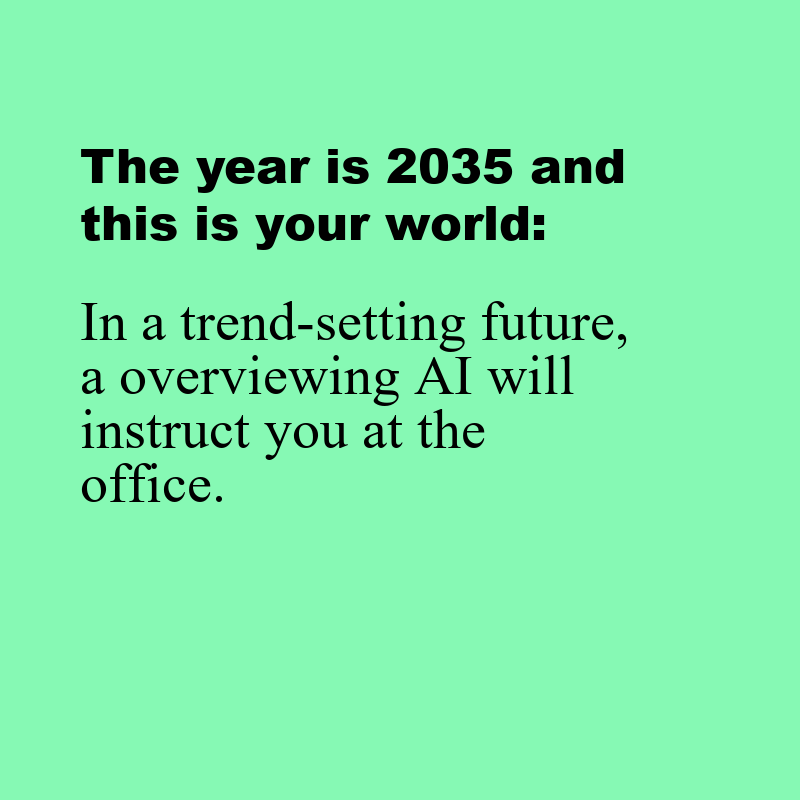 The year is 2035 and
this is your world:
In a trend-setting future,
a overviewing AI will
instruct you at the
office.